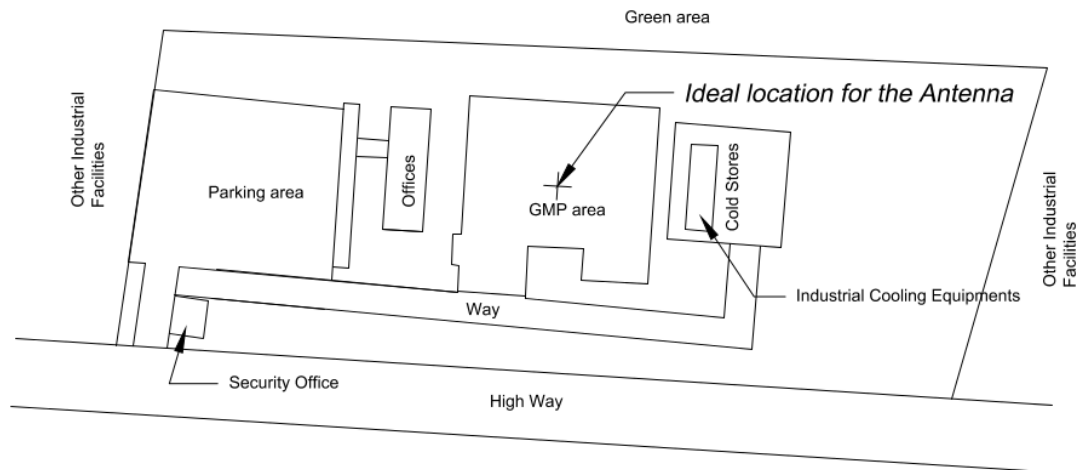 Green area
Ideal location for the Antenna
Other Industrial
Facilities
Parking area
Offices
GMP area
Cold Stores
Other Industrial
Facilities
Industrial Cooling Equipments
Way
Security Office
High Way